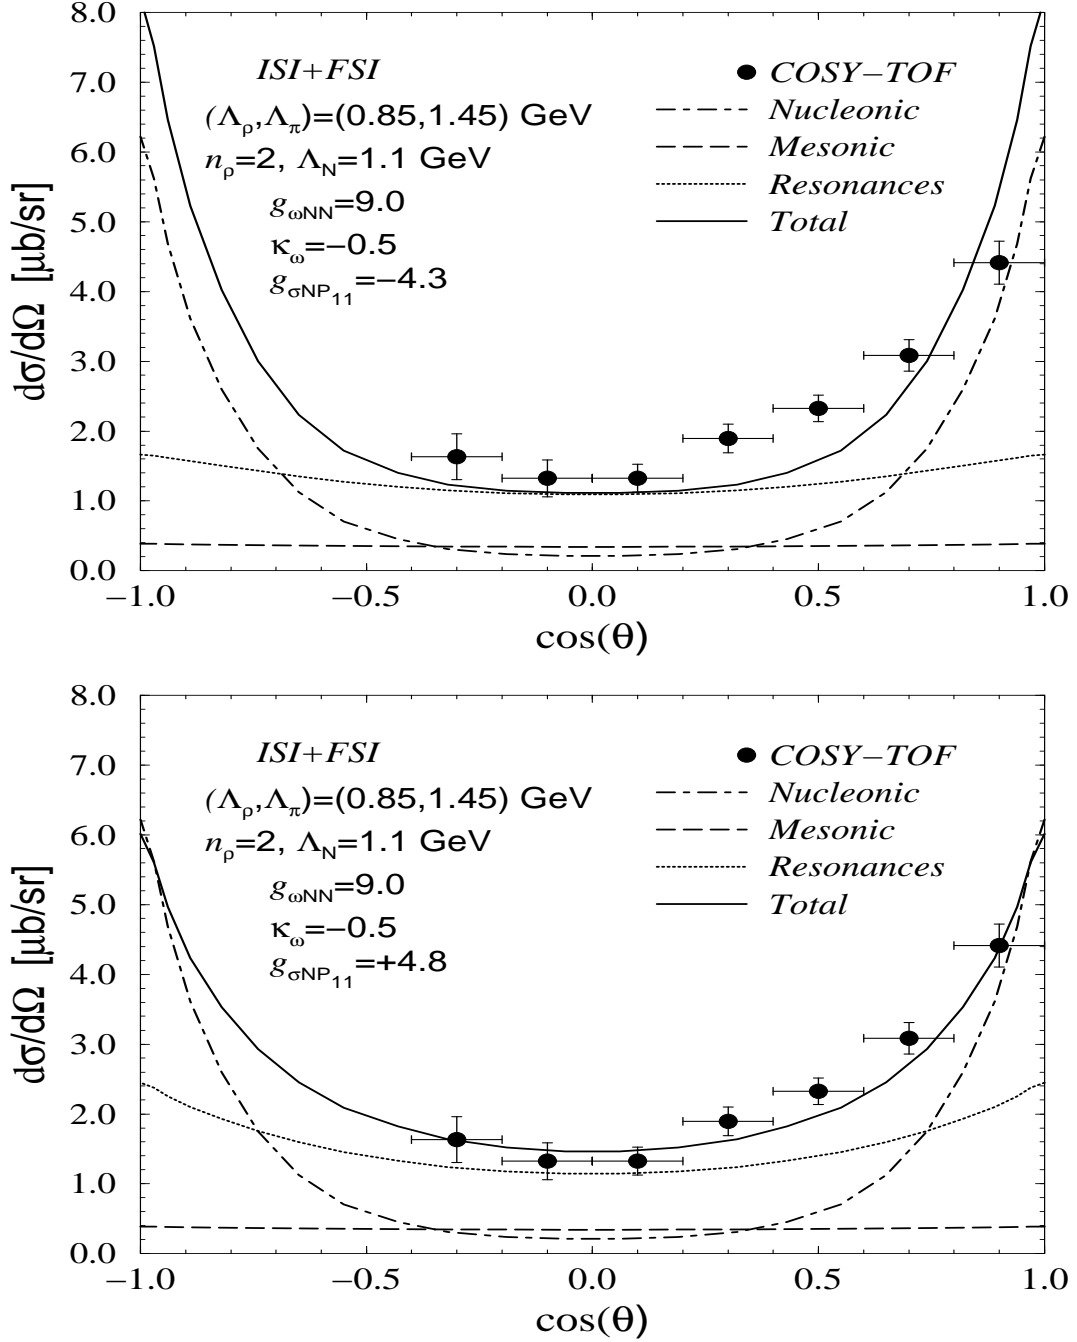 8.0
7.0
6.0
5.0
4.0
3.0
2.0
1.0
0.0
dσ/dΩ [μb/sr]
ISI+FSI
(Λρ,Λπ)=(0.85,1.45) GeV
nρ=2, ΛN=1.1 GeV
gωNN=9.0
κω=−0.5
gσNP11=−4.3
COSY−TOF
Nucleonic
Mesonic
Resonances
Total
−1.0 −0.5 0.0 0.5 1.0
cos(θ)
8.0
7.0
6.0
5.0
4.0
3.0
2.0
1.0
0.0
dσ/dΩ [μb/sr]
ISI+FSI
(Λρ,Λπ)=(0.85,1.45) GeV
nρ=2, ΛN=1.1 GeV
gωNN=9.0
κω=−0.5
gσNP11=+4.8
COSY−TOF
Nucleonic
Mesonic
Resonances
Total
−1.0 −0.5 0.0 0.5 1.0
cos(θ)